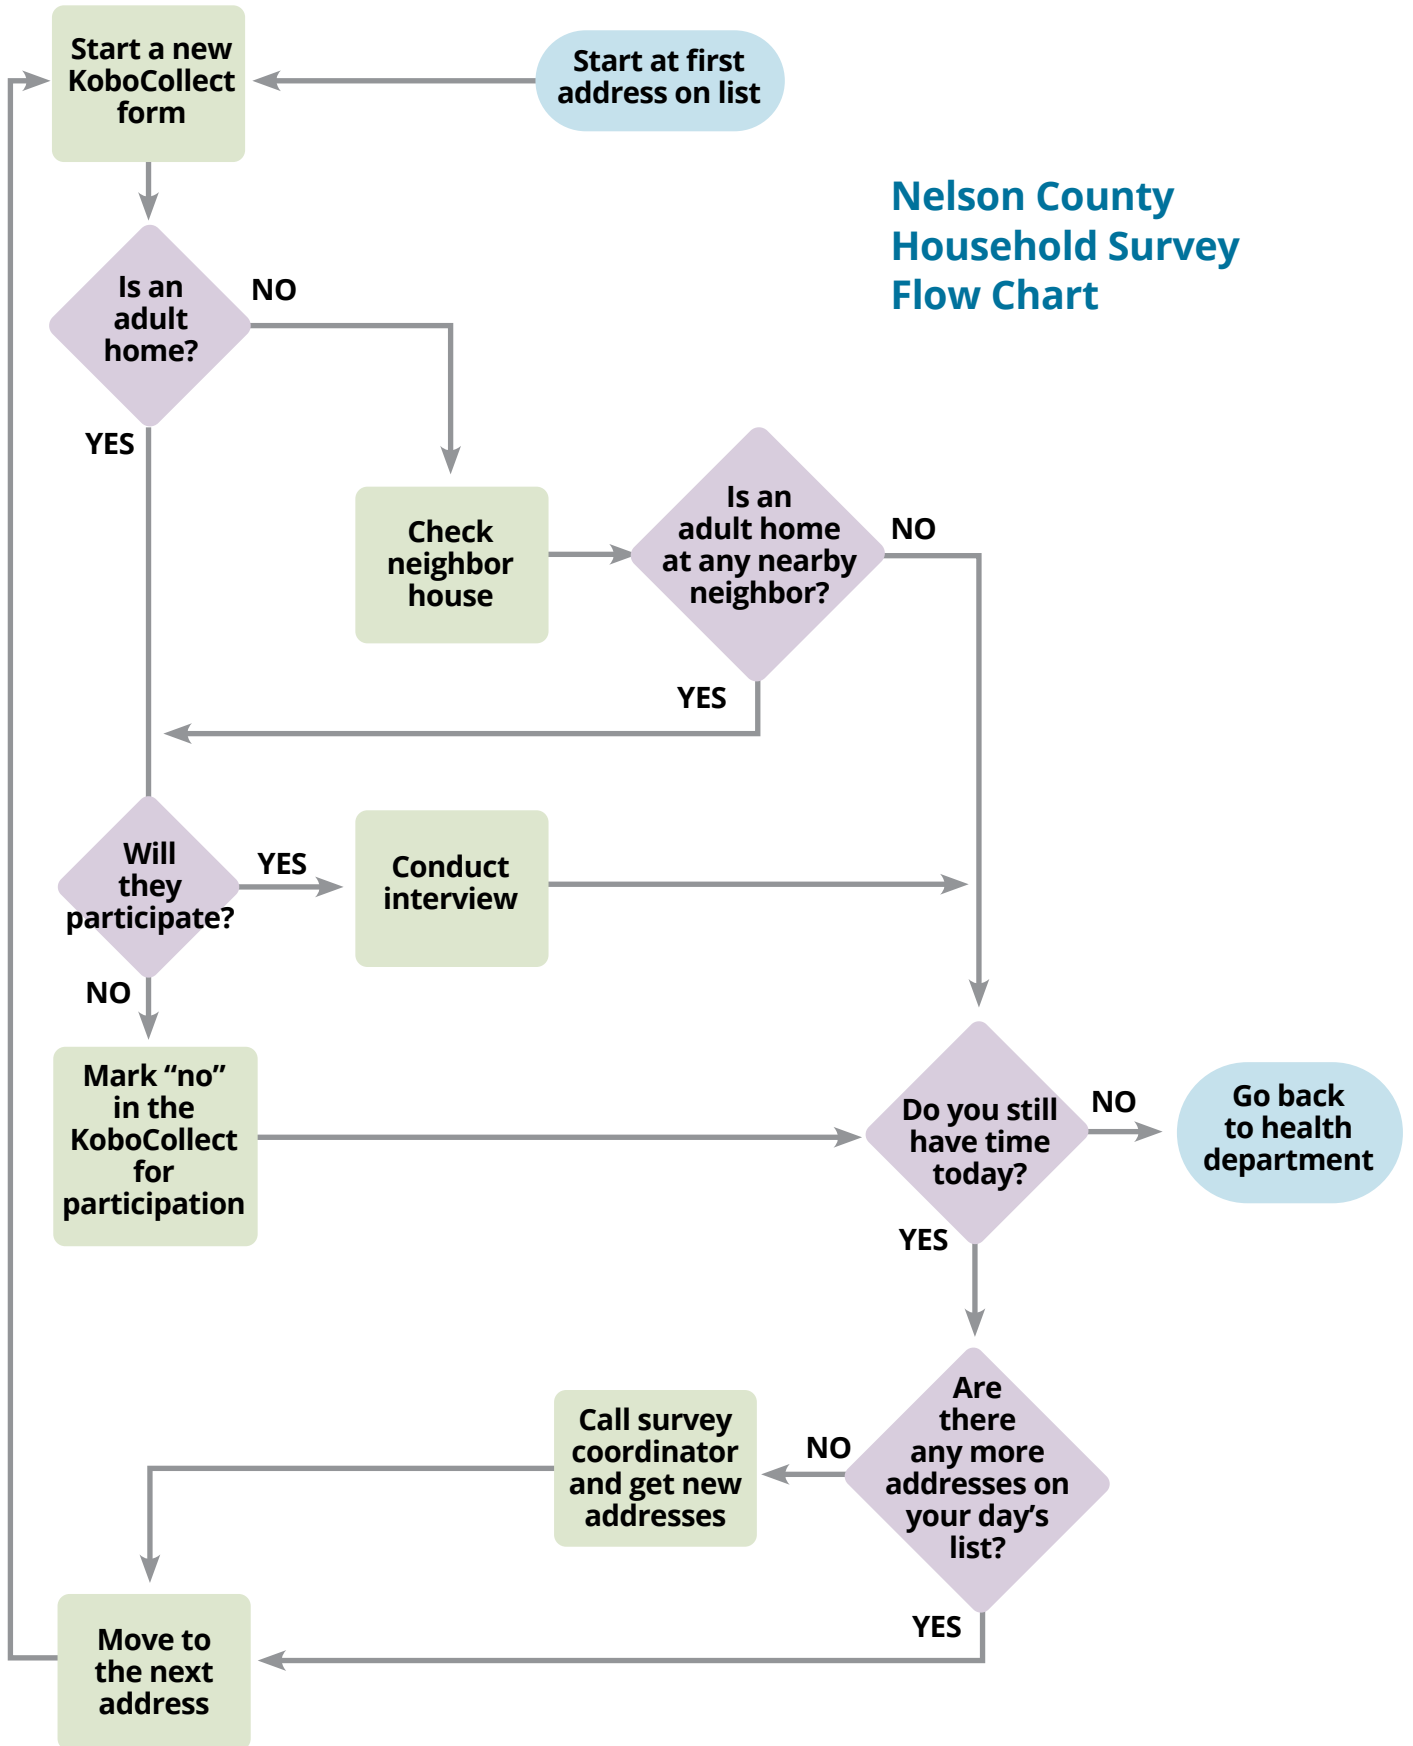 Start a new
KoboCollect
form
Start at first
address on list
Nelson County
Household Survey
Flow Chart
Is an
adult
home?
NO
YES
Check
neighbor
house
Is an
adult home
at any nearby
neighbor?
NO
YES
Will
they
participate?
YES
Conduct
interview
NO
Mark “no”
in the
KoboCollect
for
participation
Do you still
have time
today?
NO
Go back
to health
department
YES
Are
there
any more
addresses on
your day’s
list?
NO
Call survey
coordinator
and get new
addresses
YES
Move to
the next
address